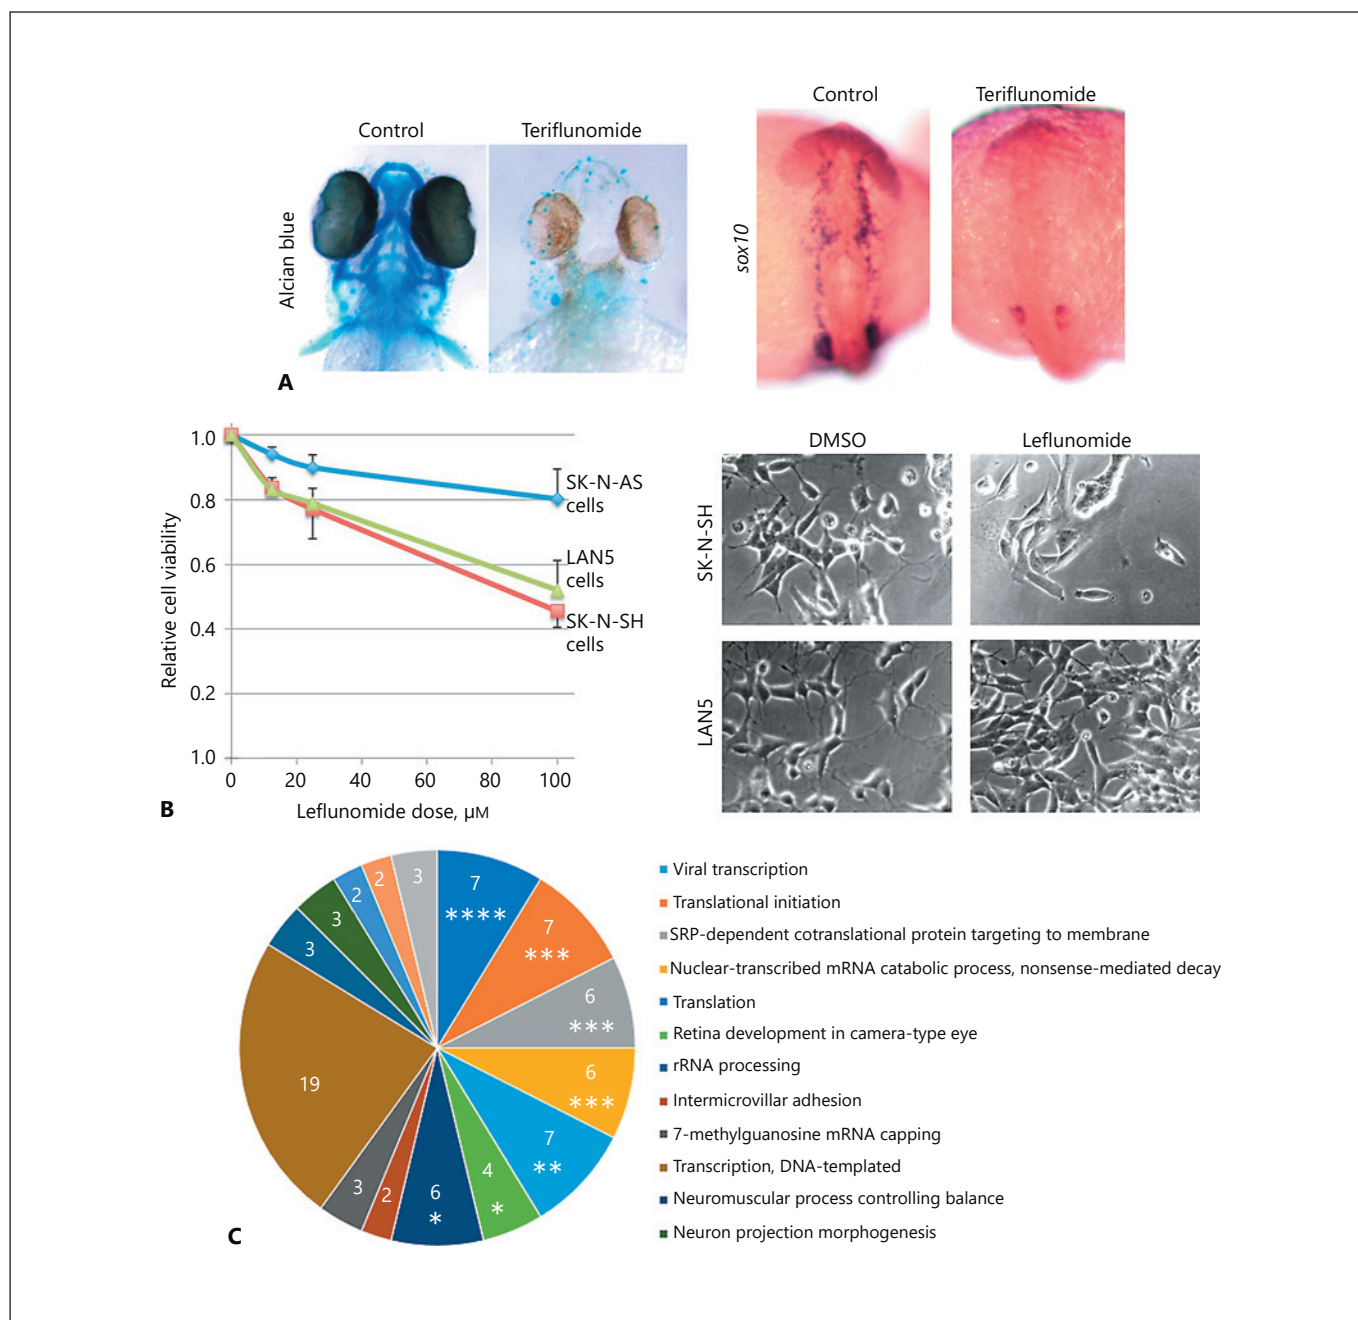 Control
Teriflunomide
Alcian blue
Control
Teriflunomide
sox10
A
Relative cell viability
1.0
0.8
0.6
0.4
0.2
1.0
0
20
40
60
80
100
Leflunomide dose, µM
SK-N-AS
cells
LAN5
cells
SK-N-SH
cells
B
DMSO
Leflunomide
SK-N-SH
LAN5
7
****
7
***
6
***
6
***
7
**
4
*
6
*
2
3
19
3
3
2
2
3
C
Viral transcription
Translational initiation
SRP-dependent cotranslational protein targeting to membrane
Nuclear-transcribed mRNA catabolic process, nonsense-mediated decay
Translation
Retina development in camera-type eye
rRNA processing
Intermicrovillar adhesion
7-methylguanosine mRNA capping
Transcription, DNA-templated
Neuromuscular process controlling balance
Neuron projection morphogenesis